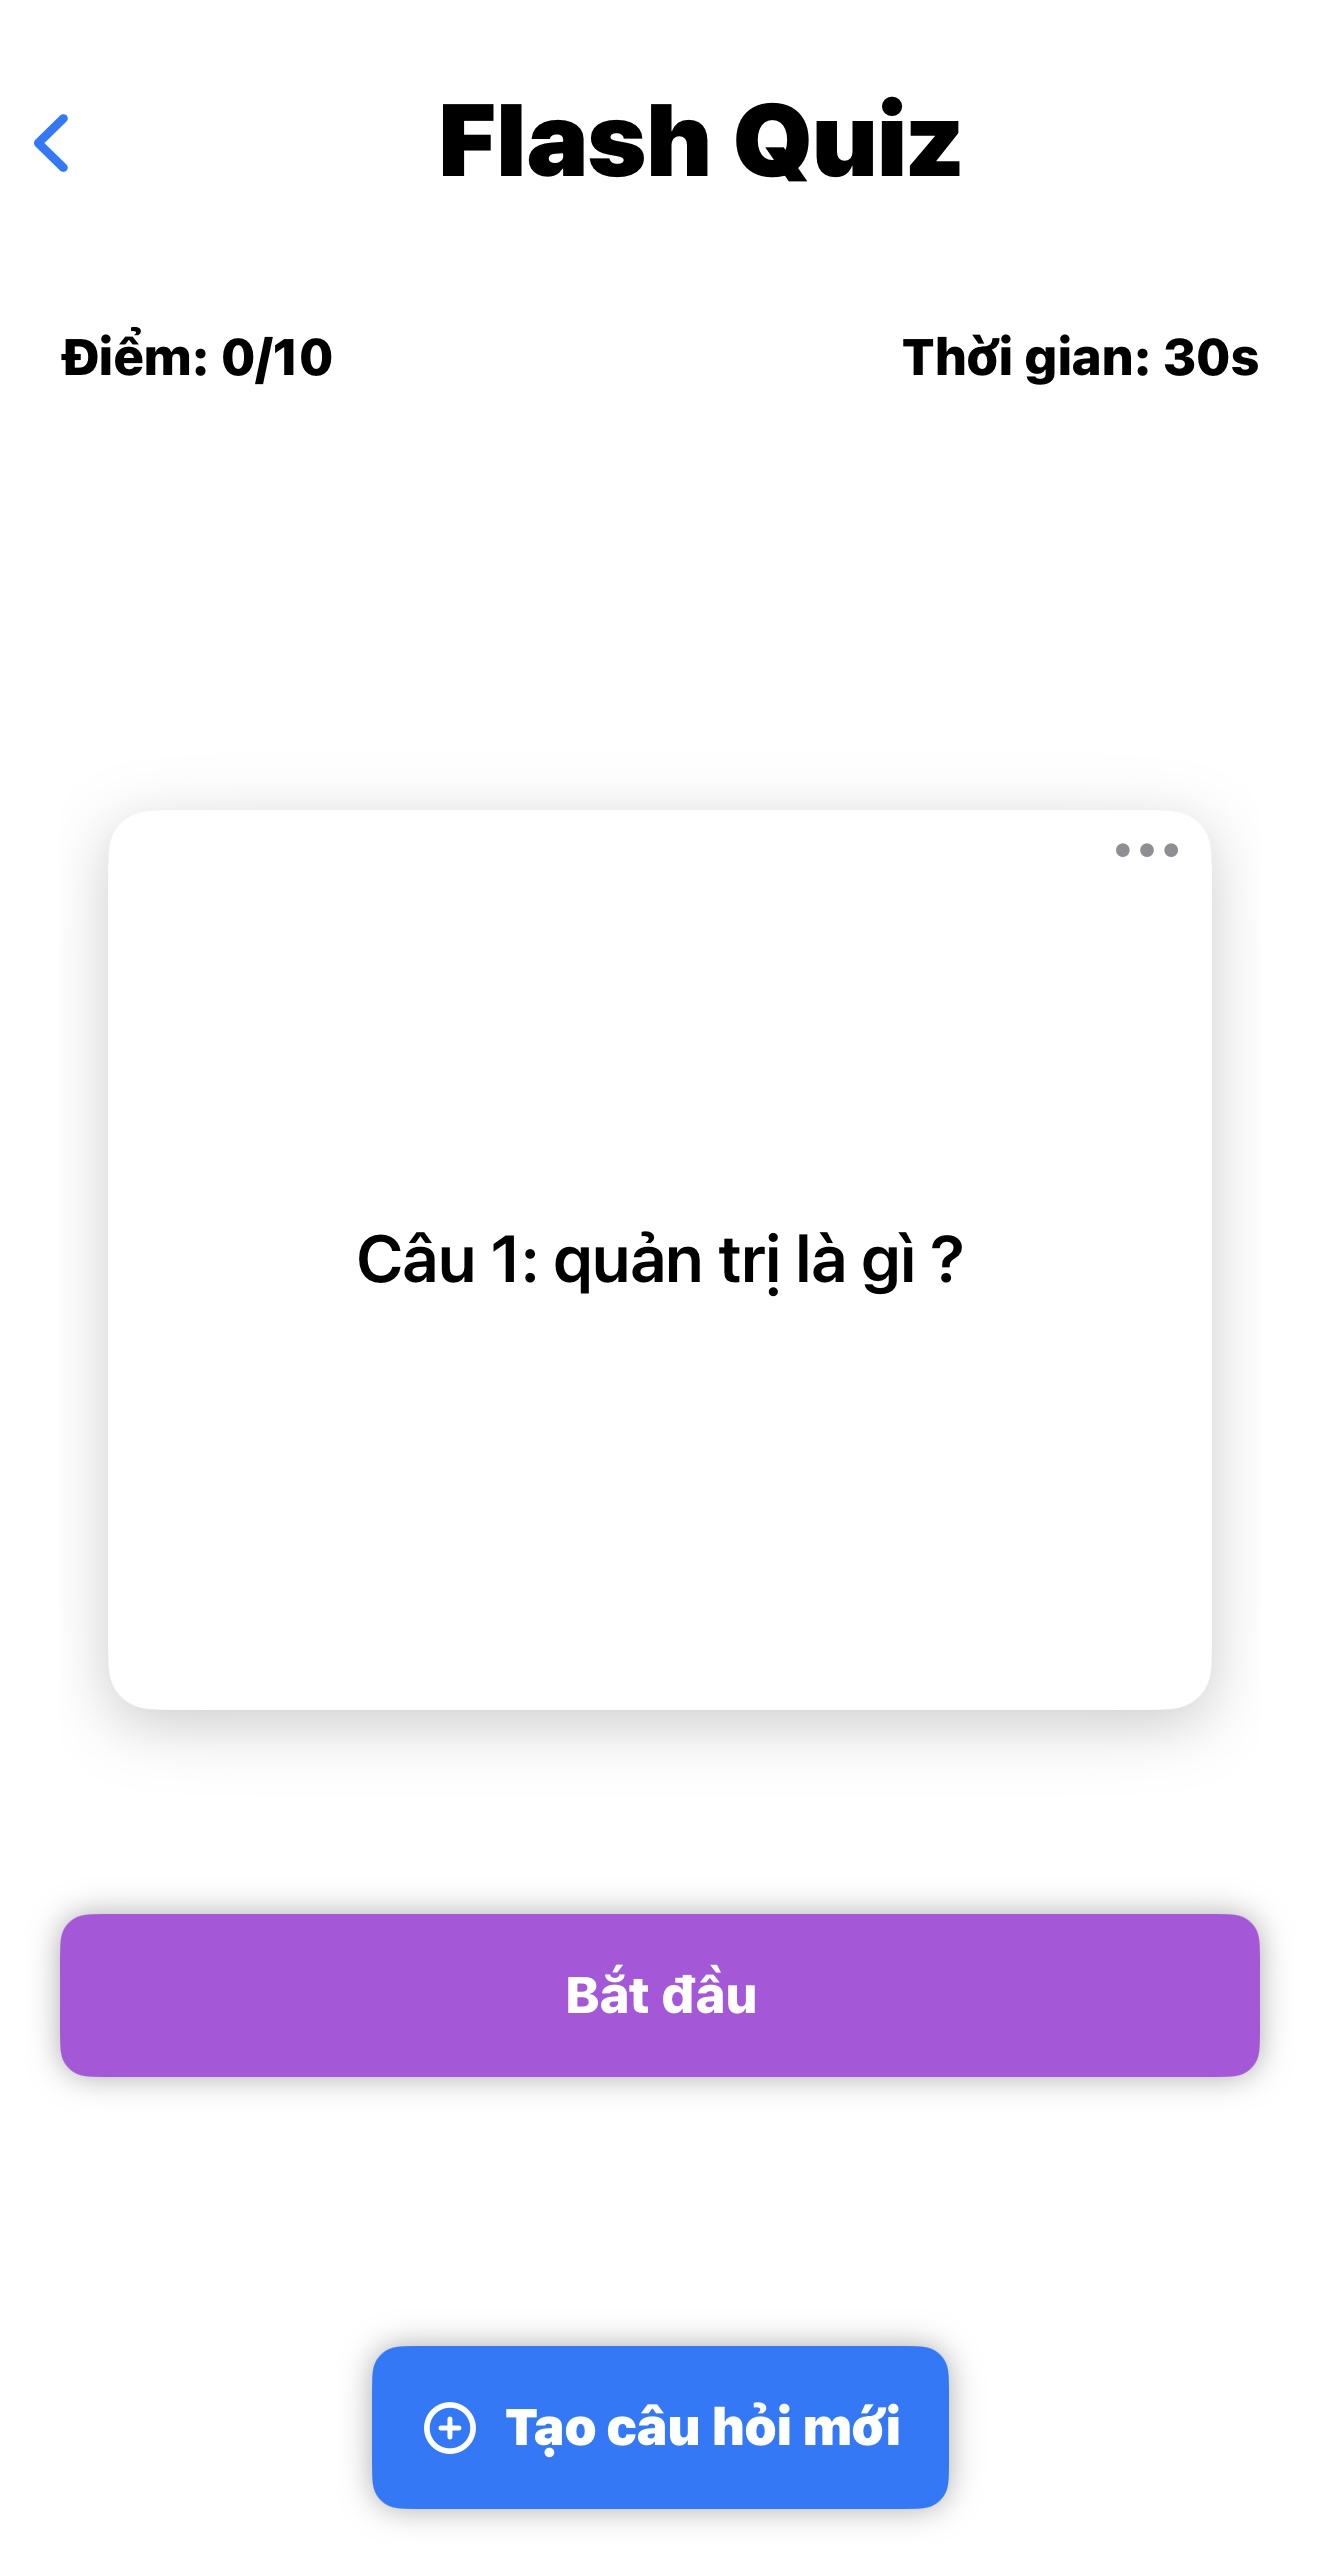 Flash Quiz
Điểm: 0/10
Thời gian: 30s
Câu 1: quản trị là gì ?
Bắt đầu
Tạo câu hỏi mới